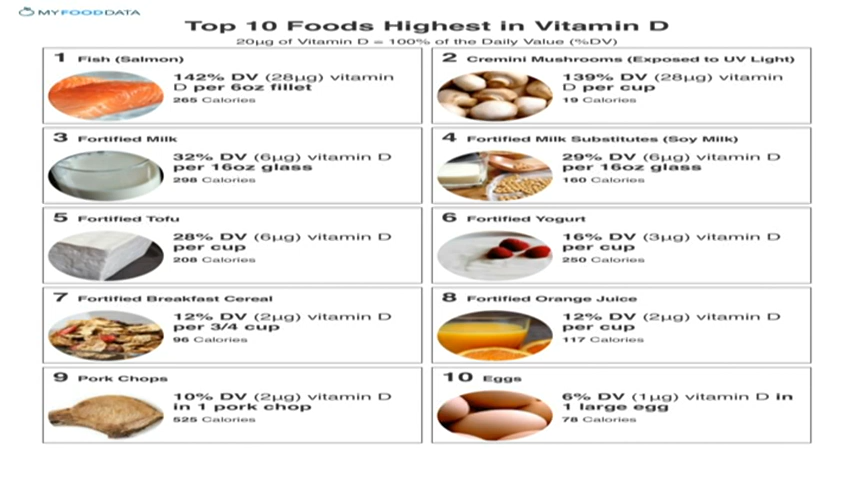 MYFOODDATA
Top 10 Foods Highest in Vitamin D
20µg of Vitamin D = 100% of the Daily Value (%DV)
1 Fish (Salmon)
142% DV (28µg) vitamin
D per 6oz fillet
265 Calories
2 Cremini Mushrooms (Exposed to UV Light)
139% DV (28µg) vitamin
D per cup
19 Calories
3 Fortified Milk
32% DV (6µg) vitamin D
per 16oz glass
298 Calories
4 Fortified Milk Substitutes (Soy Milk)
29% DV (6µg) vitamin D
per 16oz glass
160 Calories
5 Fortified Tofu
28% DV (6µg) vitamin D
per cup
208 Calories
6 Fortified Yogurt
16% DV (3µg) vitamin D
per cup
250 Calories
7 Fortified Breakfast Cereal
12% DV (2µg) vitamin D
per 3/4 cup
96 Calories
8 Fortified Orange Juice
12% DV (2µg) vitamin D
per cup
117 Calories
9 Pork Chops
10% DV (2µg) vitamin D
in 1 pork chop
525 Calories
10 Eggs
6% DV (1µg) vitamin D in
1 large egg
78 Calories